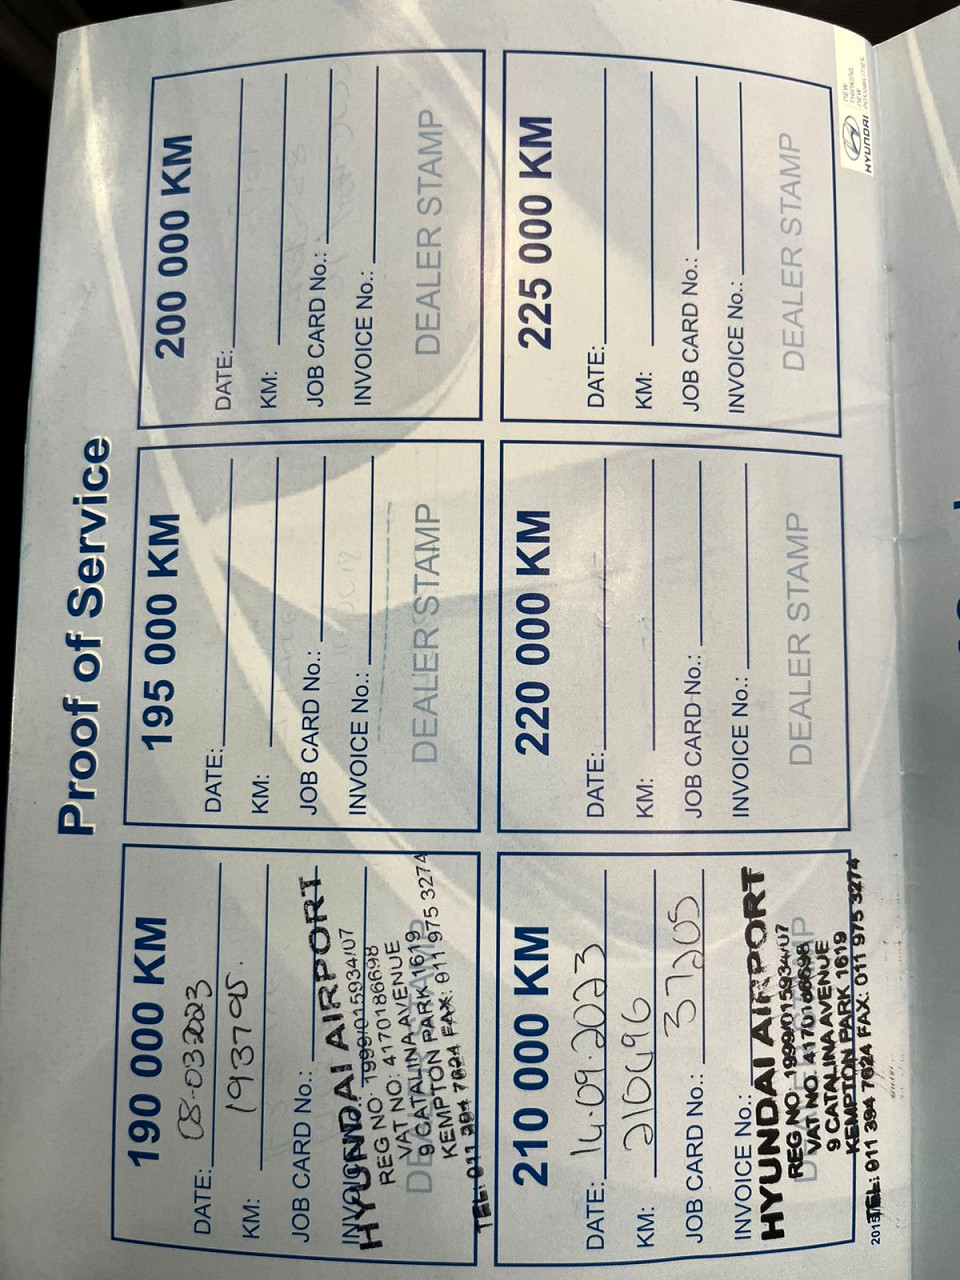 Proof of Service
190 000 KM
DATE: 08-03-2023
KM: 193795.
JOB CARD No.:
INVOICE No.:
DEALER STAMP
HYUNDAI AIRPORT
REG NO: 1999/015934/07
VAT NO: 4170186698
9 CATALINA AVENUE
KEMPTON PARK 1619
TEL: 011 394 7624 FAX: 011 975 3274
195 000 KM
DATE:
KM:
JOB CARD No.:
INVOICE No.:
DEALER STAMP
200 000 KM
DATE:
KM:
JOB CARD No.:
INVOICE No.:
DEALER STAMP
210 000 KM
DATE: 14.09.2023
KM: 210496
JOB CARD No.: 37205
INVOICE No.:
DEALER STAMP
HYUNDAI AIRPORT
REG NO: 1999/015934/07
VAT NO: 4170186698
9 CATALINA AVENUE
KEMPTON PARK 1619
TEL: 011 394 7624 FAX: 011 975 3274
220 000 KM
DATE:
KM:
JOB CARD No.:
INVOICE No.:
DEALER STAMP
225 000 KM
DATE:
KM:
JOB CARD No.:
INVOICE No.:
DEALER STAMP
HYUNDAI
NEW
THINKING.
NEW
POSSIBILITIES.